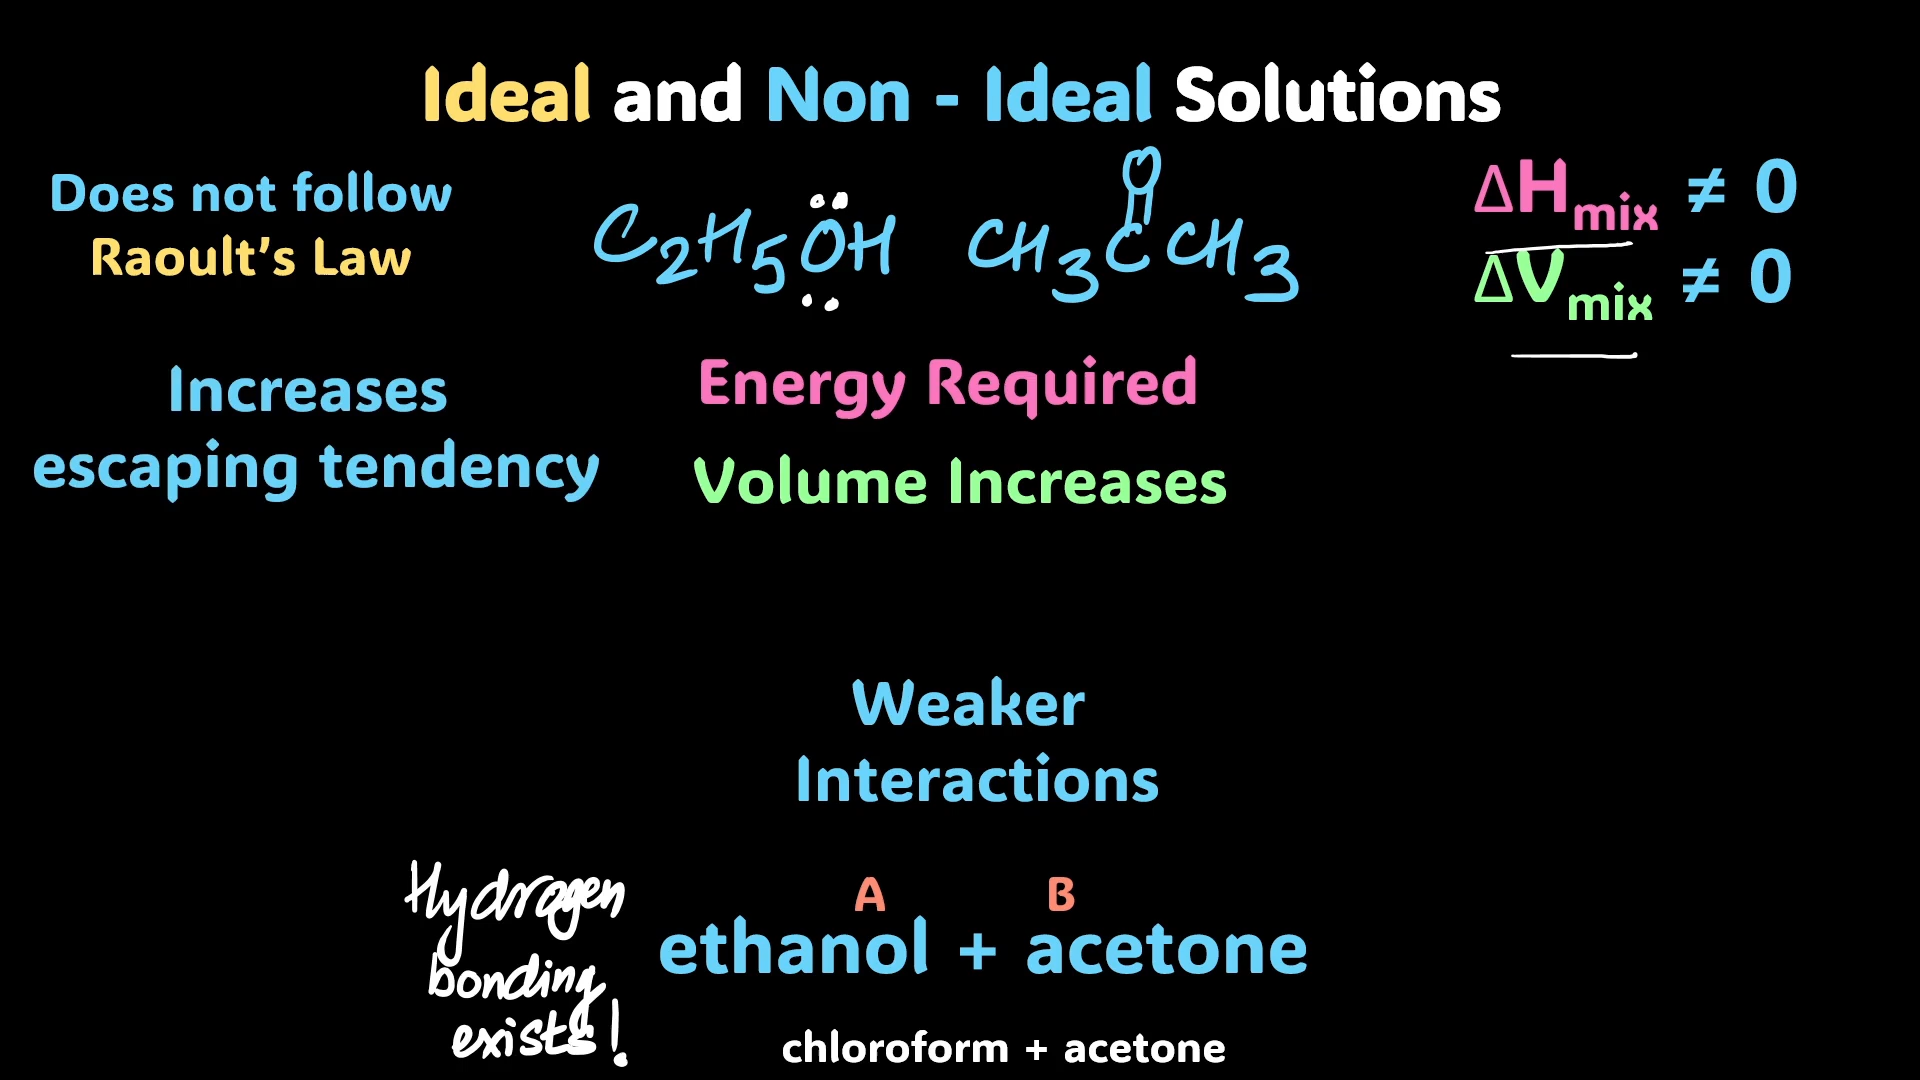 Ideal and Non - Ideal Solutions
Does not follow
Raoult's Law
C₂H₅OH
O
CH₃CCH₃
ΔHmix ≠ 0
ΔVmix ≠ 0
Increases
escaping tendency
Energy Required
Volume Increases
Weaker
Interactions
Hydrogen
bonding
exists!
A B
ethanol + acetone
chloroform + acetone